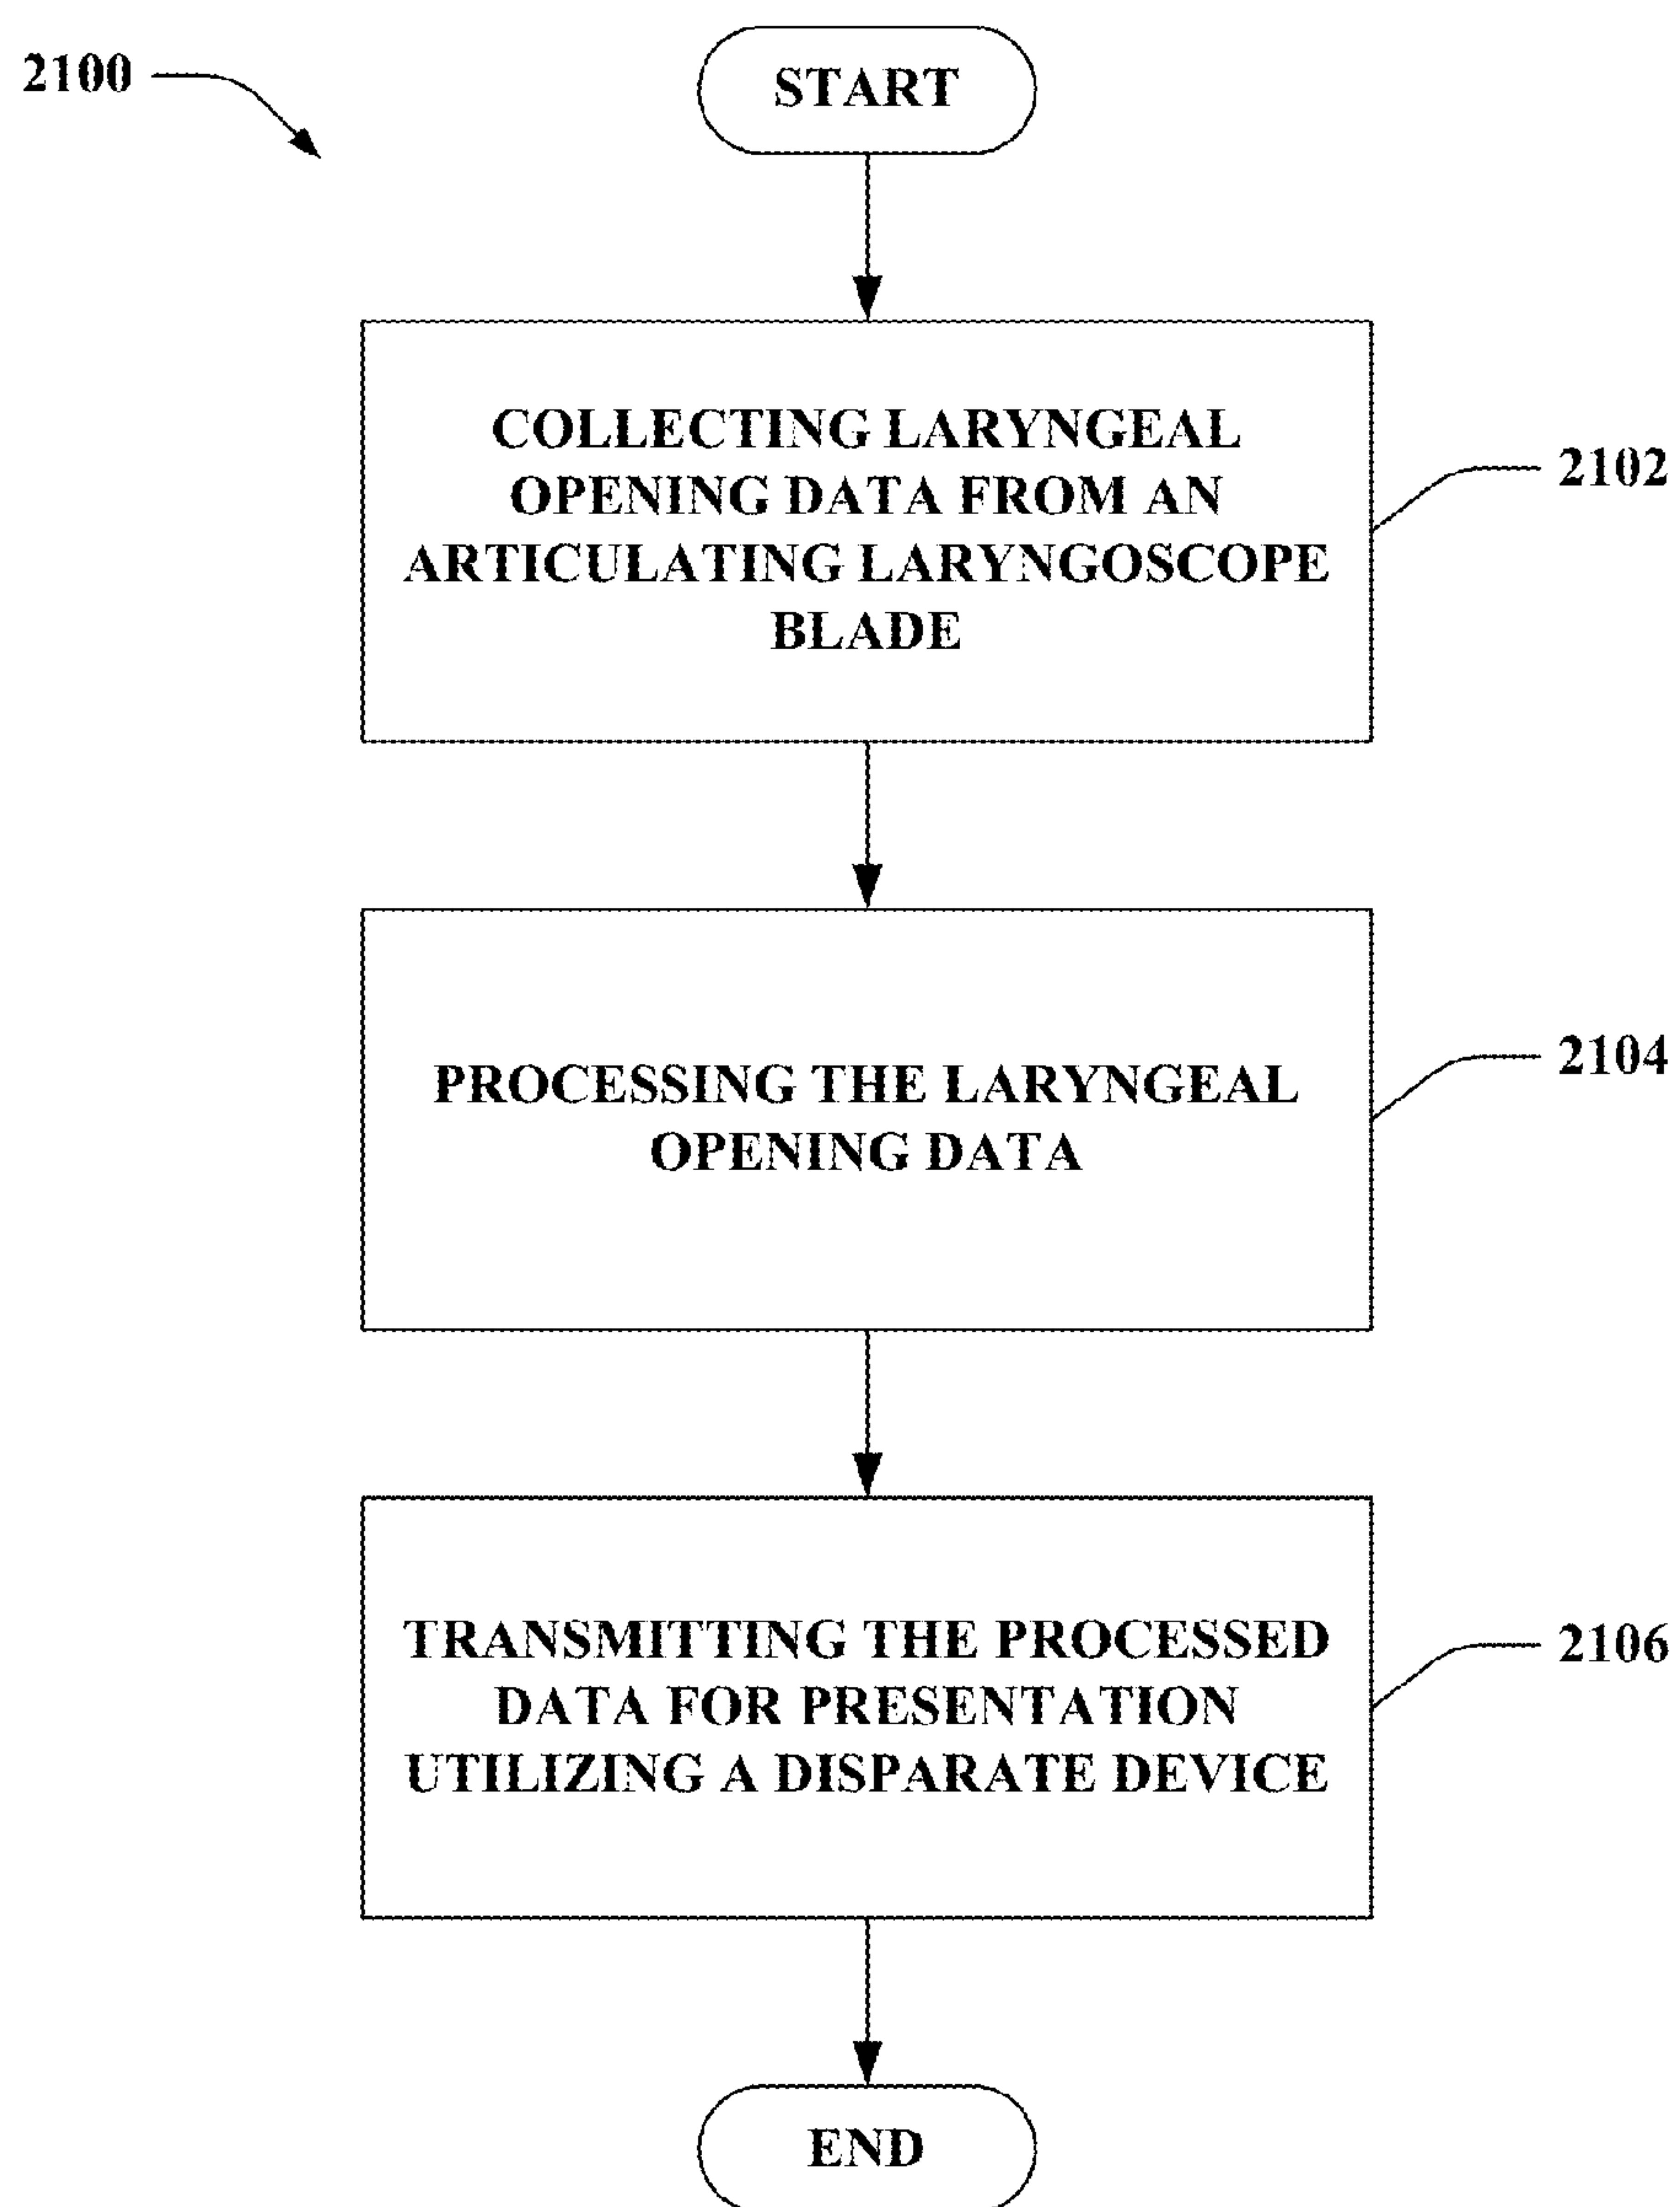 2100
START
COLLECTING LARYNGEAL
OPENING DATA FROM AN
ARTICULATING LARYNGOSCOPE
BLADE
2102
PROCESSING THE LARYNGEAL
OPENING DATA
2104
TRANSMITTING THE PROCESSED
DATA FOR PRESENTATION
UTILIZING A DISPARATE DEVICE
2106
END